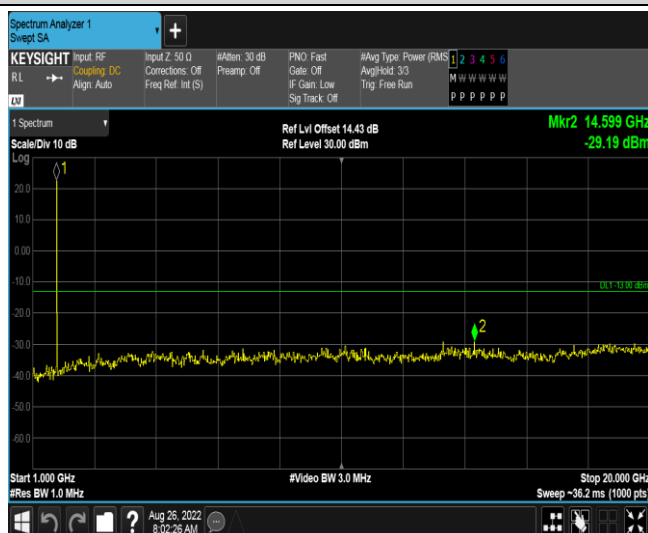 Spectrum Analyzer 1
Swept SA
+
KEYSIGHT
RL
LXI
Input: RF
Coupling: DC
Align: Auto
Input Z: 50 Ω
Corrections: Off
Freq Ref: Int (S)
#Atten: 30 dB
Preamp: Off
PNO: Fast
Gate: Off
IF Gain: Low
Sig Track: Off
#Avg Type: Power (RMS
Avg|Hold: 3/3
Trig: Free Run
1 2 3 4 5 6
M W W W W W
P P P P P P
1 Spectrum
Scale/Div 10 dB
Log
Ref Lvl Offset 14.43 dB
Ref Level 30.00 dBm
Mkr2 14.599 GHz
-29.19 dBm
1
20.0
10.0
0.00
-10.0
DL1 -13.00 dBm
-20.0
2
-30.0
-40.0
-50.0
-60.0
Start 1.000 GHz
#Video BW 3.0 MHz
Stop 20.000 GHz
#Res BW 1.0 MHz
Sweep ~36.2 ms (1000 pts)
?
Aug 26, 2022
8:02:26 AM